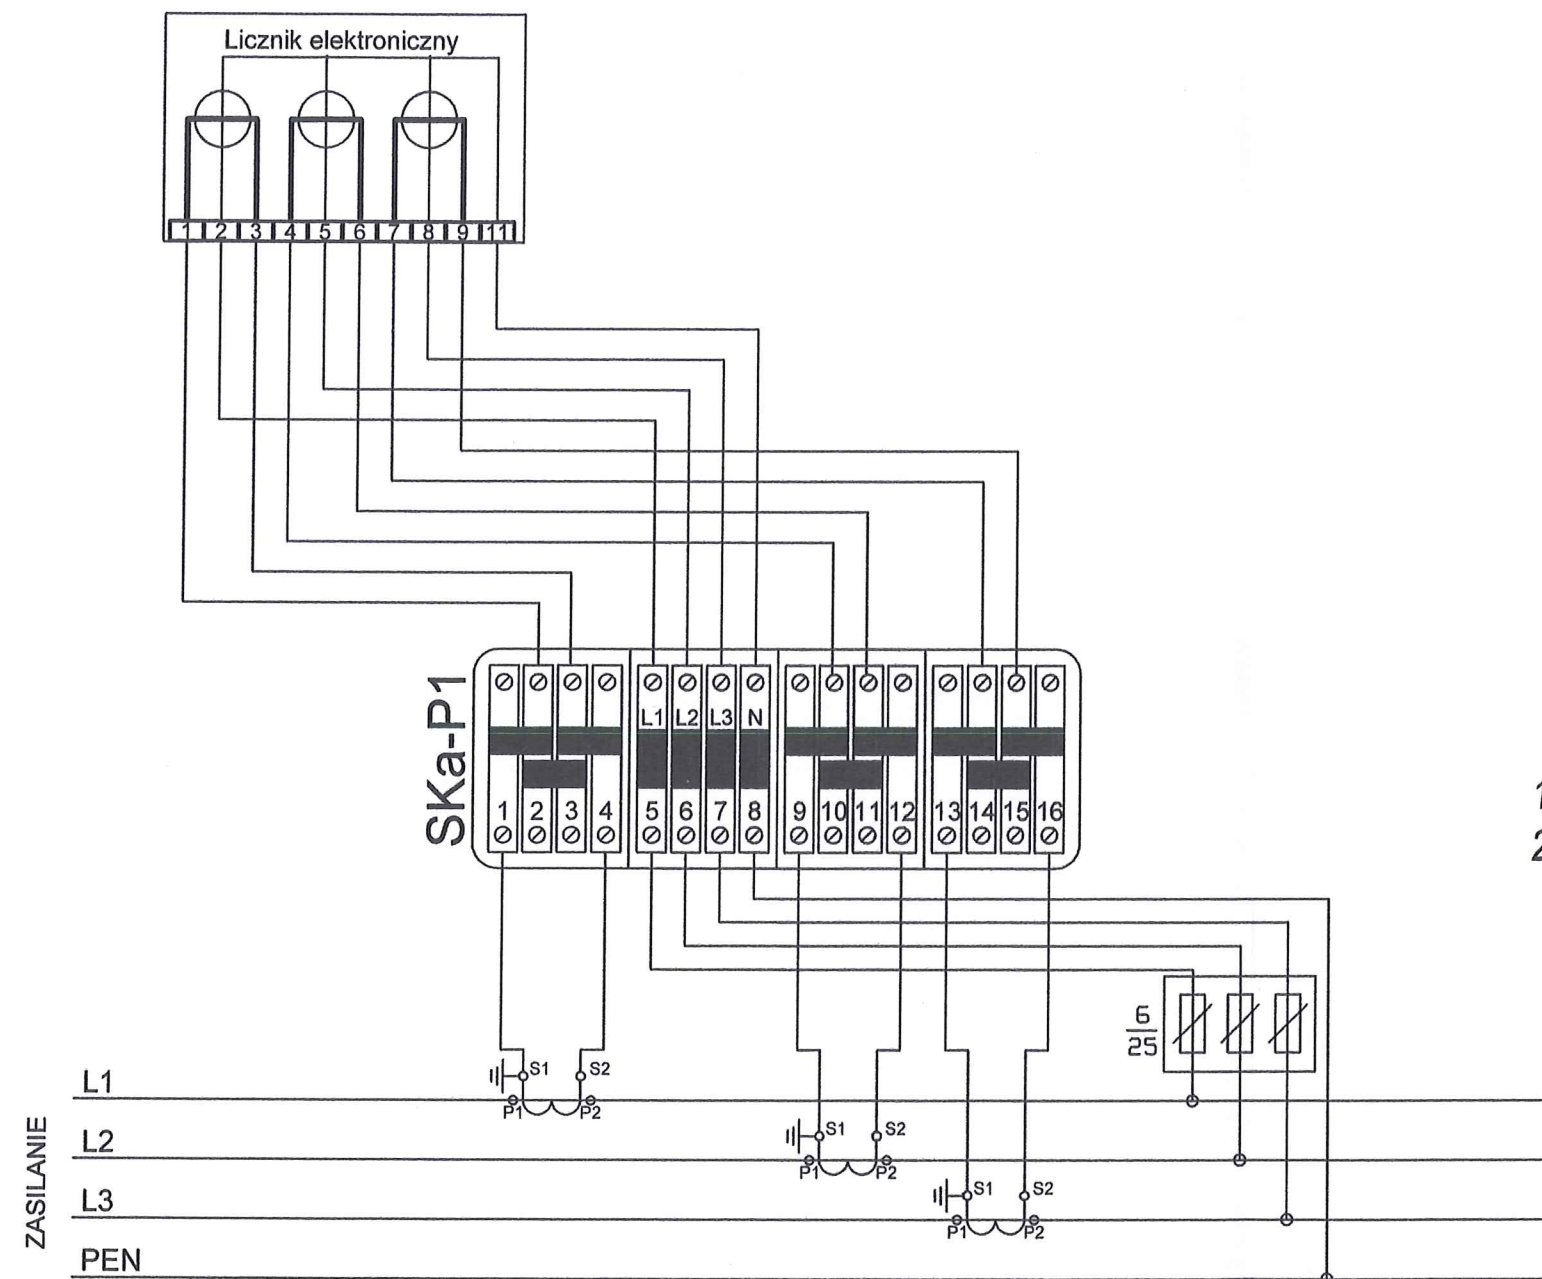 Licznik elektroniczny
1 2 3 4 5 6 7 8 9 11
SKa-P1
L1 L2 L3 N
1 2 3 4 5 6 7 8 9 10 11 12 13 14 15 16
1
2
6
25
S1 S2
L1
P1 P2
S1 S2
L2
P1 P2
S1 S2
L3
P1 P2
PEN
ZASILANIE